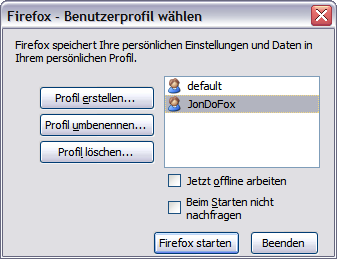 Firefox - Benutzerprofil wählen
Firefox speichert Ihre persönlichen Einstellungen und Daten in
Ihrem persönlichen Profil.
Profil erstellen...
Profil umbenennen...
Profil löschen...
default
JonDoFox
Jetzt offline arbeiten
Beim Starten nicht
nachfragen
Firefox starten
Beenden